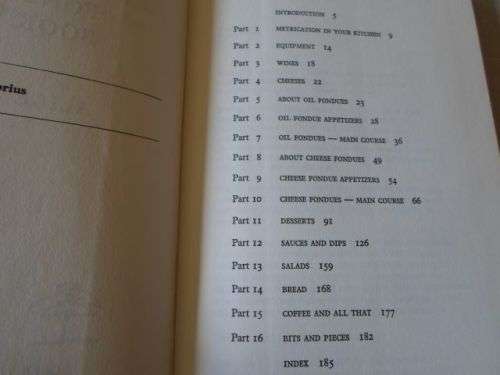 orius
INTRODUCTION 5
Part 1 METRICATION IN YOUR KITCHEN 9
Part 2 EQUIPMENT 14
Part 3 WINES 18
Part 4 CHEESES 22
Part 5 ABOUT OIL FONDUES 23
Part 6 OIL FONDUE APPETIZERS 28
Part 7 OIL FONDUES — MAIN COURSE 36
Part 8 ABOUT CHEESE FONDUES 49
Part 9 CHEESE FONDUE APPETIZERS 54
Part 10 CHEESE FONDUES — MAIN COURSE 66
Part 11 DESSERTS 91
Part 12 SAUCES AND DIPS 126
Part 13 SALADS 159
Part 14 BREAD 168
Part 15 COFFEE AND ALL THAT 177
Part 16 BITS AND PIECES 182
INDEX 185